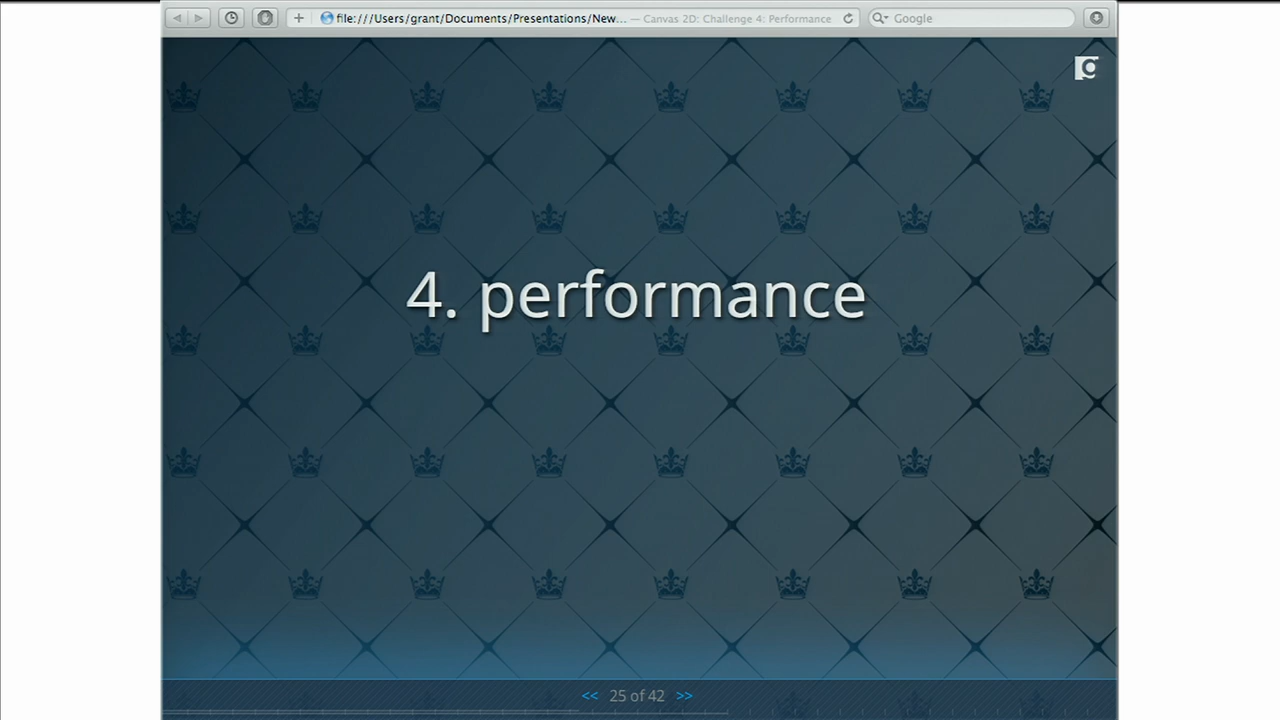 file:///Users/grant/Documents/Presentations/New... — Canvas 2D: Challenge 4: Performance
Google
g
4. performance
<< 25 of 42 >>